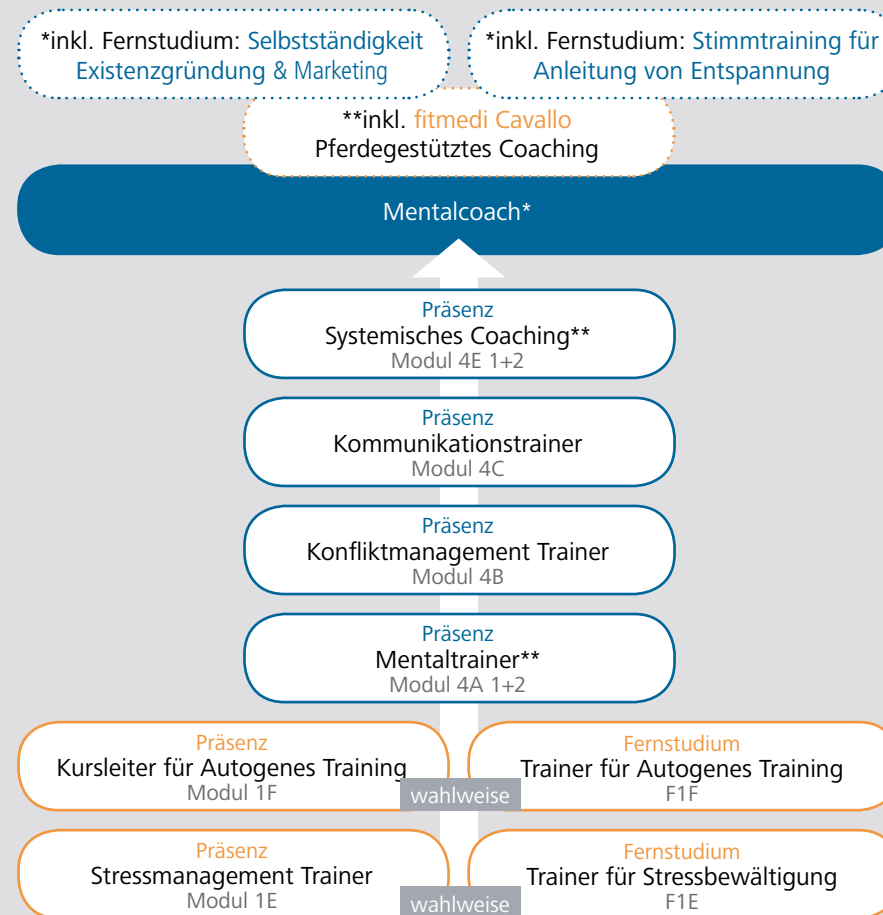 *inkl. Fernstudium: Selbstständigkeit
Existenzgründung & Marketing
*inkl. Fernstudium: Stimmtraining für
Anleitung von Entspannung
**inkl. fitmedi Cavallo
Pferdegestütztes Coaching
Mentalcoach*
Präsenz
Systemisches Coaching**
Modul 4E 1+2
Präsenz
Kommunikationstrainer
Modul 4C
Präsenz
Konfliktmanagement Trainer
Modul 4B
Präsenz
Mentaltrainer**
Modul 4A 1+2
Präsenz
Kursleiter für Autogenes Training
Modul 1F
wahlweise
Fernstudium
Trainer für Autogenes Training
F1F
Präsenz
Stressmanagement Trainer
Modul 1E
wahlweise
Fernstudium
Trainer für Stressbewältigung
F1E